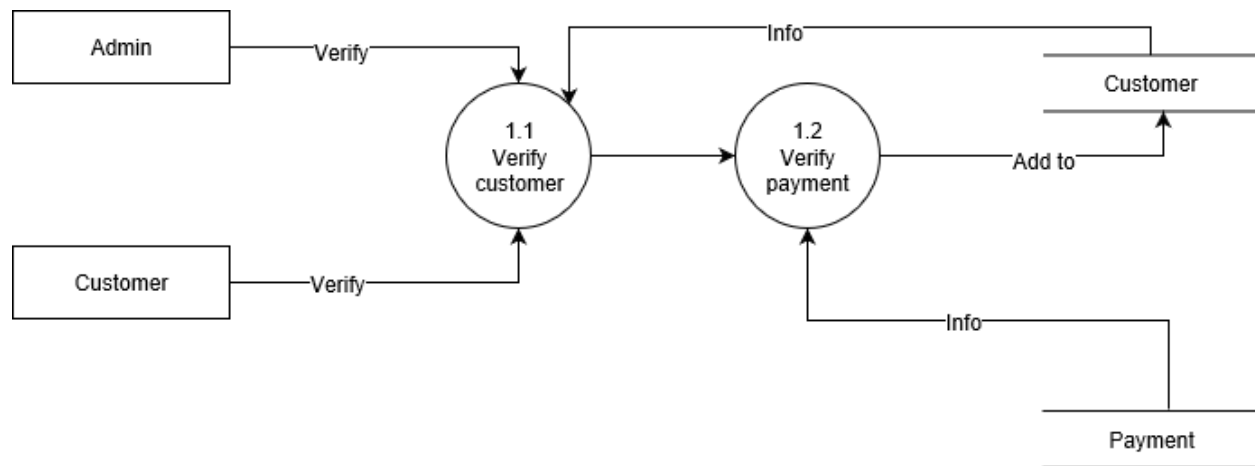 Admin
Verify
Info
Customer
1.1
Verify
customer
1.2
Verify
payment
Add to
Customer
Verify
Info
Payment